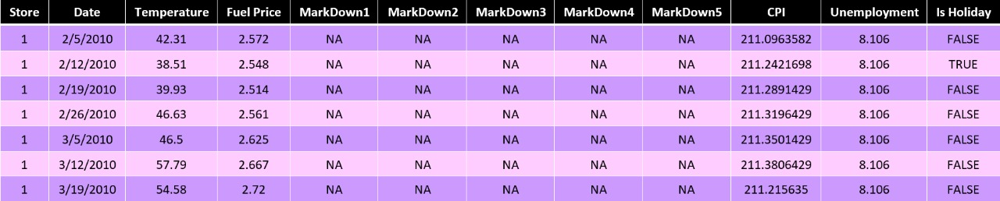 Store Date Temperature Fuel Price MarkDown1 MarkDown2 MarkDown3 MarkDown4 MarkDown5 CPI Unemployment Is Holiday
1 2/5/2010 42.31 2.572 NA NA NA NA NA 211.0963582 8.106 FALSE
1 2/12/2010 38.51 2.548 NA NA NA NA NA 211.2421698 8.106 TRUE
1 2/19/2010 39.93 2.514 NA NA NA NA NA 211.2891429 8.106 FALSE
1 2/26/2010 46.63 2.561 NA NA NA NA NA 211.3196429 8.106 FALSE
1 3/5/2010 46.5 2.625 NA NA NA NA NA 211.3501429 8.106 FALSE
1 3/12/2010 57.79 2.667 NA NA NA NA NA 211.3806429 8.106 FALSE
1 3/19/2010 54.58 2.72 NA NA NA NA NA 211.215635 8.106 FALSE